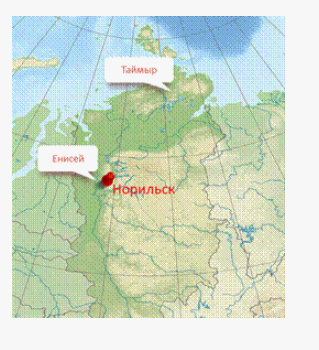 Таймыр
Енисей
Норильск